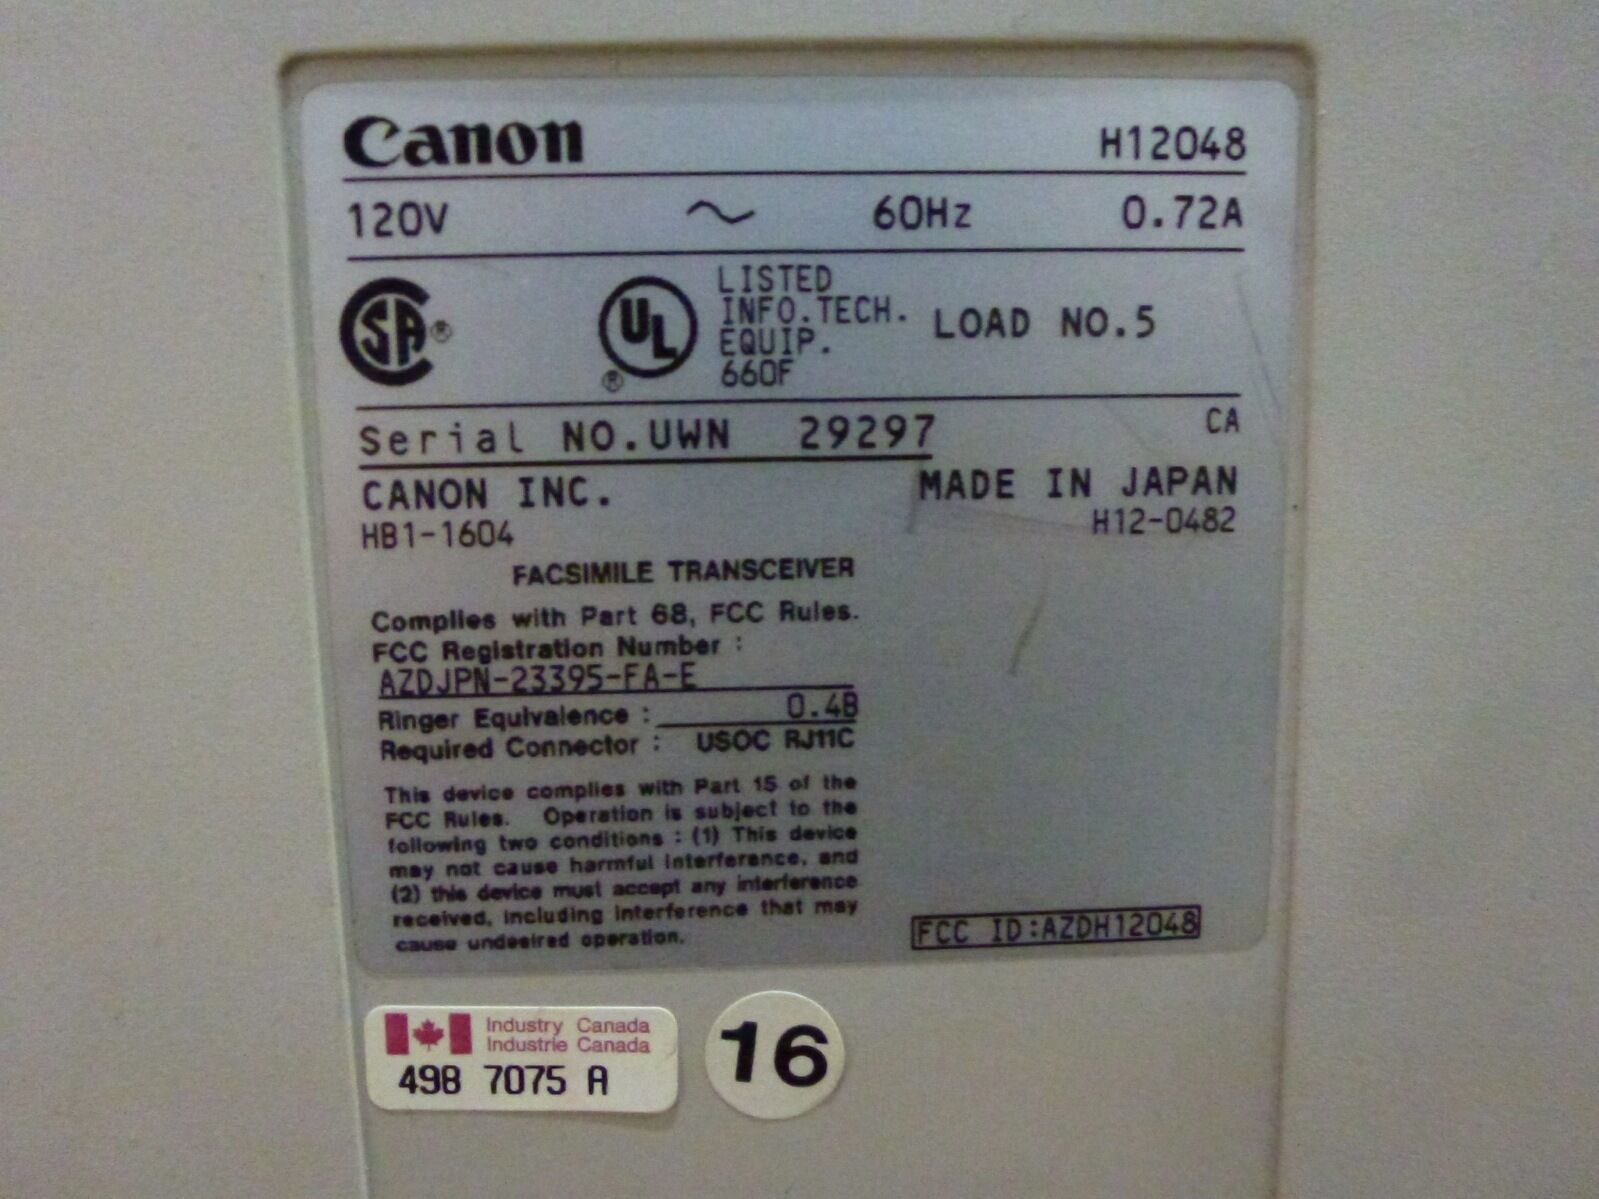 Canon H12048
120V ~ 60Hz 0.72A
SA® UL® LISTED
INFO.TECH.
EQUIP.
660F
LOAD NO.5
Serial NO.UWN 29297 CA
CANON INC. MADE IN JAPAN
HB1-1604 H12-0482
FACSIMILE TRANSCEIVER
Complies with Part 68, FCC Rules.
FCC Registration Number :
AZDJPN-23395-FA-E
Ringer Equivalence : 0.4B
Required Connector : USOC RJ11C
This device complies with Part 15 of the
FCC Rules. Operation is subject to the
following two conditions : (1) This device
may not cause harmful interference, and
(2) this device must accept any interference
received, including interference that may
cause undesired operation.
FCC ID:AZDH12048
Industry Canada
Industrie Canada
498 7075 A
16